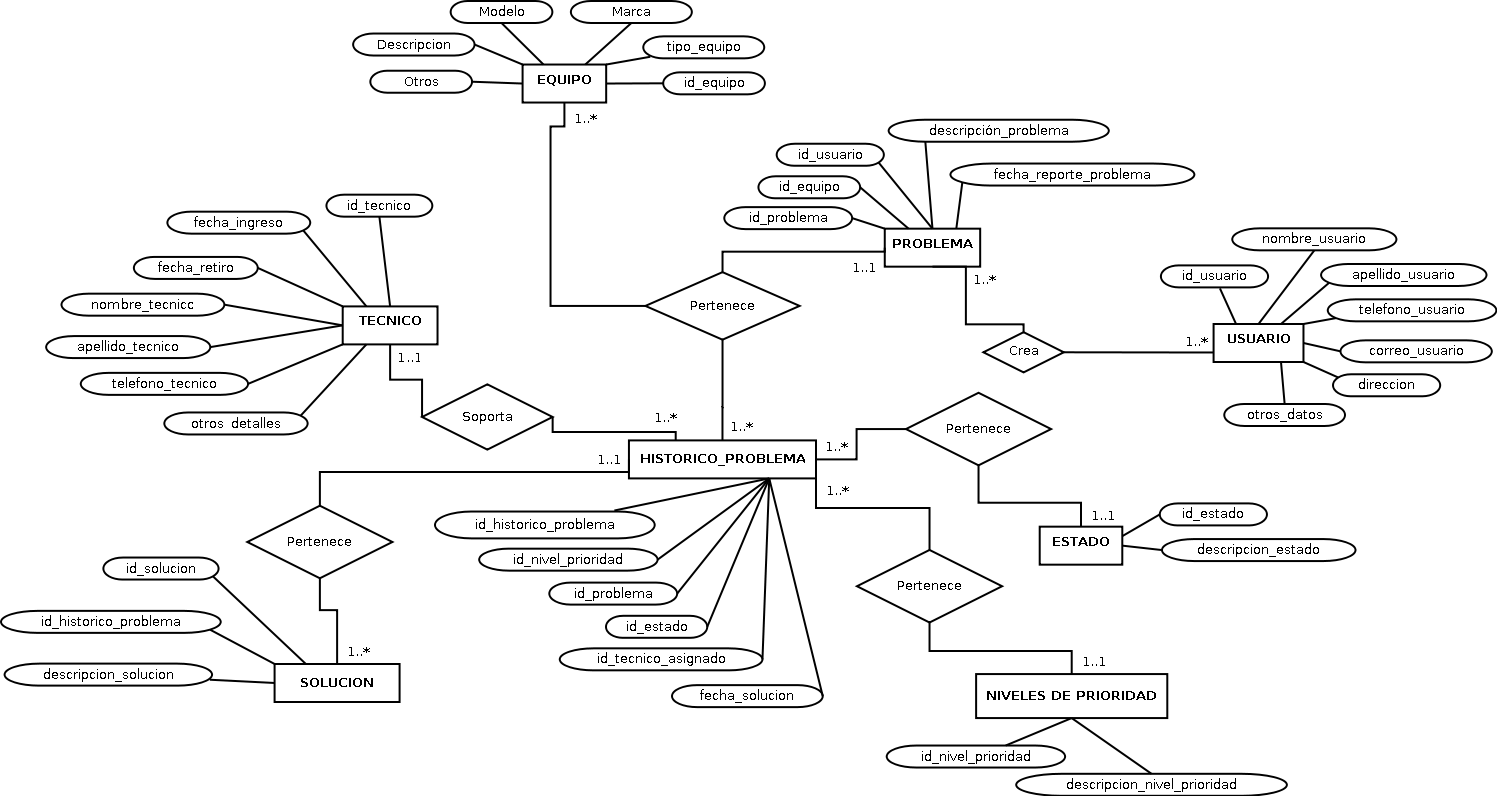 Modelo
Marca
Descripcion
tipo_equipo
Otros
EQUIPO
id_equipo
1..*
descripción_problema
id_usuario
fecha_reporte_problema
id_equipo
id_problema
PROBLEMA
1..1
1..*
id_tecnico
fecha_ingreso
fecha_retiro
nombre_tecnicc
apellido_tecnico
telefono_tecnico
otros detalles
TECNICO
1..1
Pertenece
Crea
nombre_usuario
id_usuario
apellido_usuario
telefono_usuario
1..*
USUARIO
correo_usuario
direccion
otros_datos
Soporta
1..*
1..*
Pertenece
1..1
HISTORICO_PROBLEMA
1..*
1..*
id_historico_problema
id_nivel_prioridad
id_problema
id_estado
id_tecnico_asignado
fecha_solucion
1..1
ESTADO
id_estado
descripcion_estado
Pertenece
Pertenece
id_solucion
id_historico_problema
descripcion_solucion
1..*
SOLUCION
1..1
NIVELES DE PRIORIDAD
id_nivel_prioridad
descripcion_nivel_prioridad